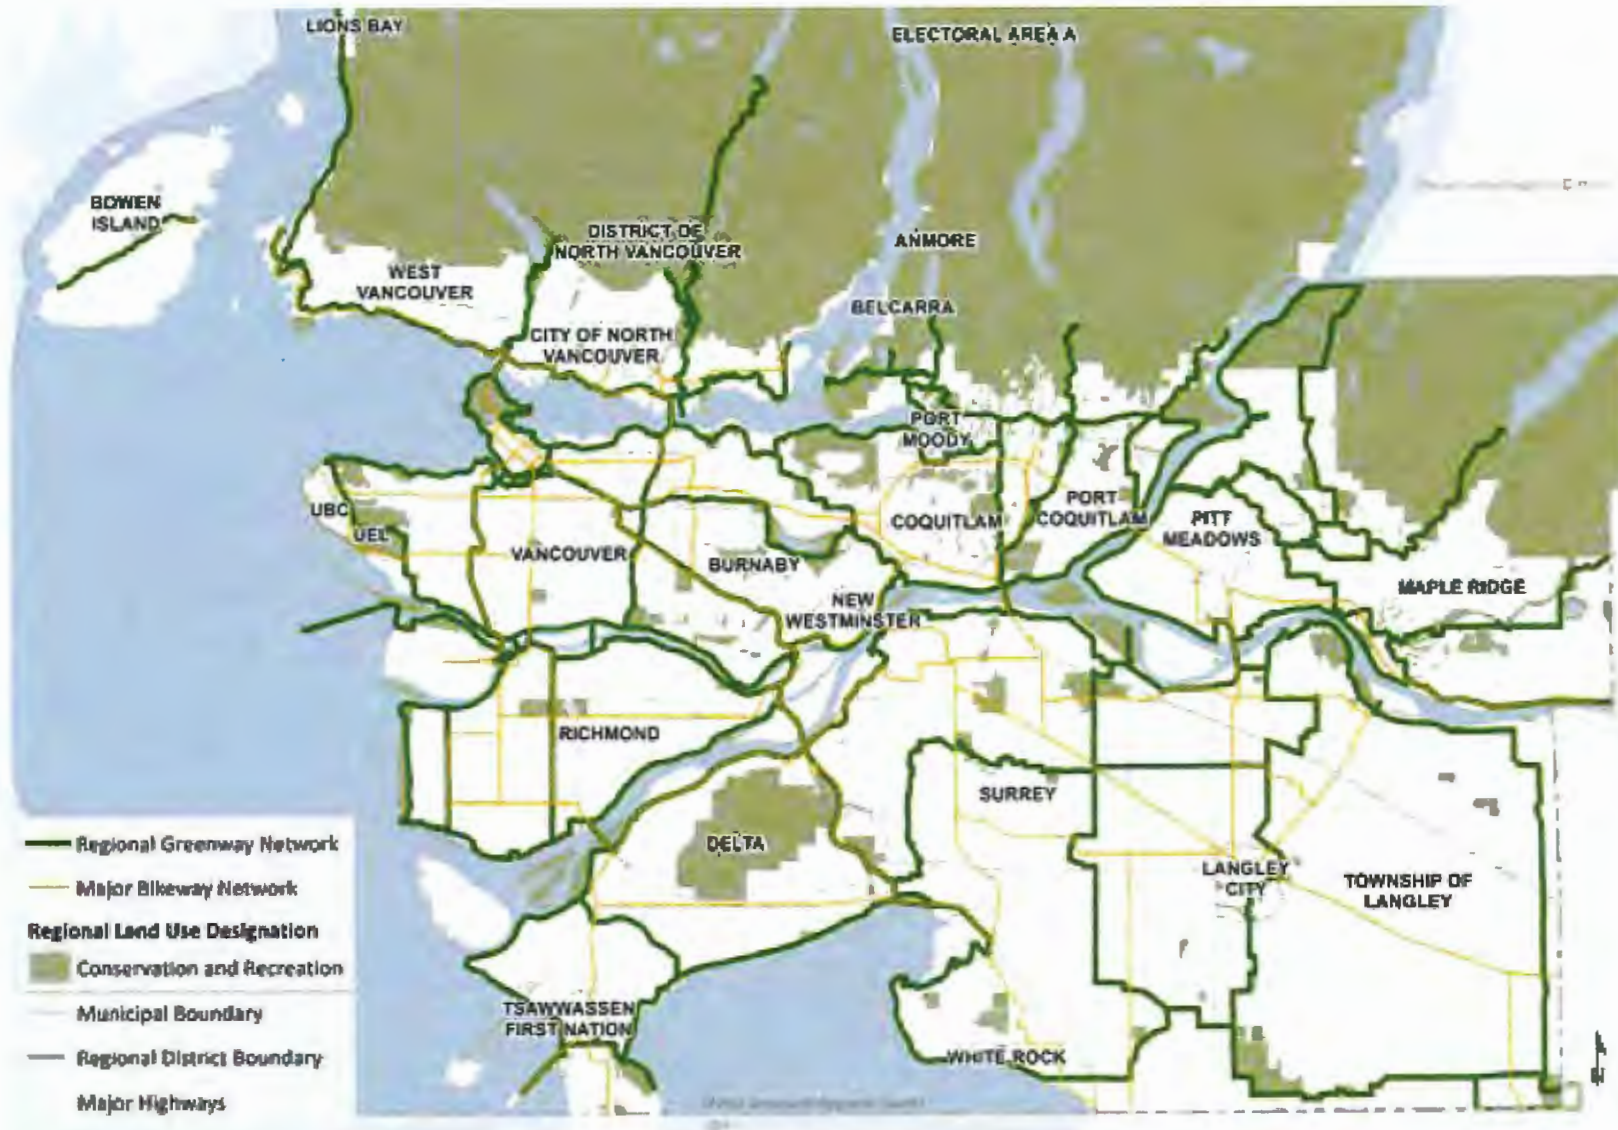 LIONS BAY
ELECTORAL AREA A
BOWEN
ISLAND
DISTRICT OF
NORTH VANCOUVER
ANMORE
WEST
VANCOUVER
BELCARRA
CITY OF NORTH
VANCOUVER
PORT
MOODY
UBC
UEL
VANCOUVER
BURNABY
COQUITLAM
PORT
COQUITLAM
PITT
MEADOWS
MAPLE RIDGE
NEW
WESTMINSTER
RICHMOND
SURREY
DELTA
LANGLEY
CITY
TOWNSHIP OF
LANGLEY
TSAWWASSEN
FIRST NATION
WHITE ROCK
Regional Greenway Network
Major Bikeway Network
Regional Land Use Designation
Conservation and Recreation
Municipal Boundary
Regional District Boundary
Major Highways